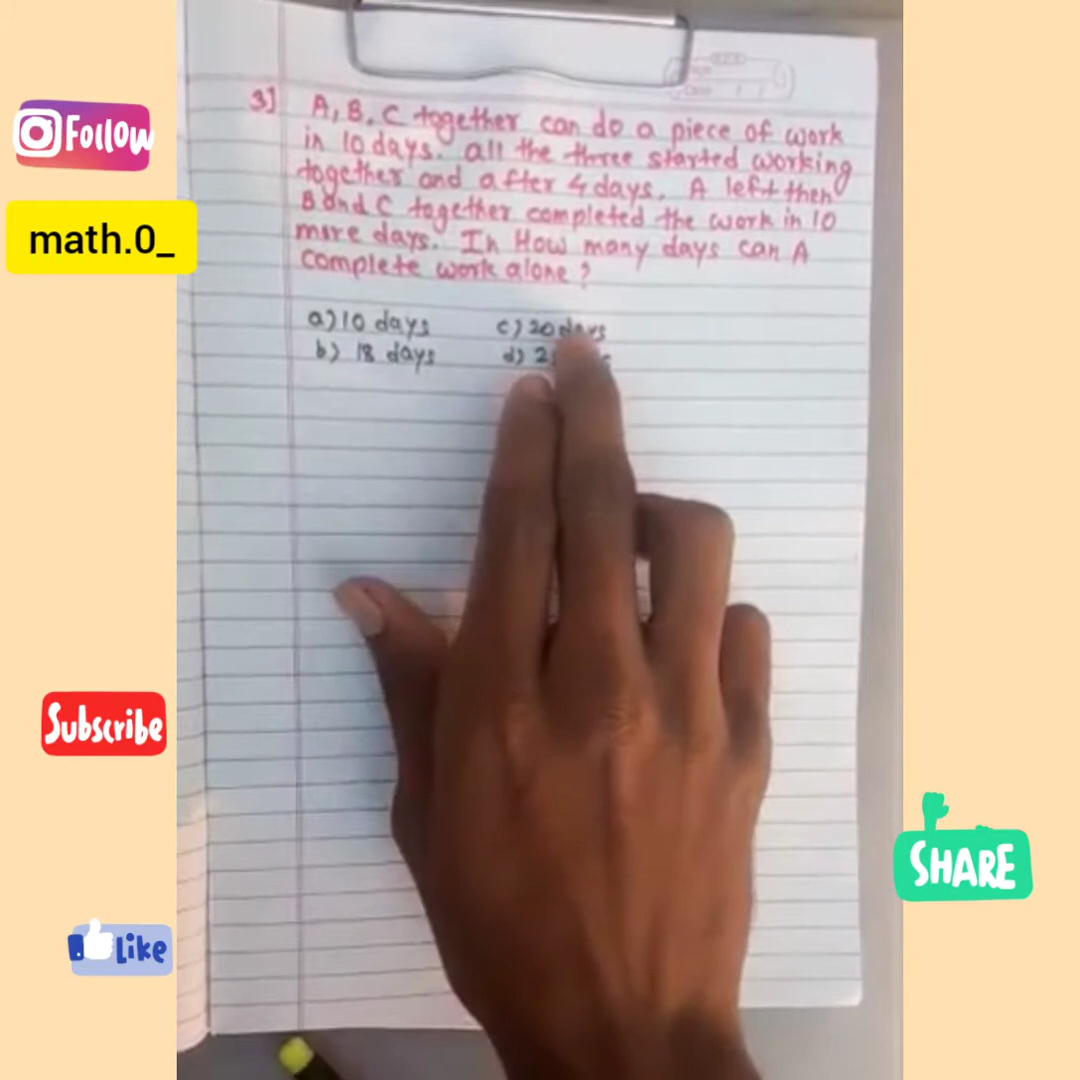 Follow
math.0_
3] A, B, C together can do a piece of work
in 10 days. all the three started working
together and after 4 days, A left then
B and C together completed the work in 10
more days. In How many days can A
complete work alone?
a) 10 days c) 20 days
b) 18 days d)
Subscribe
SHARE
Like